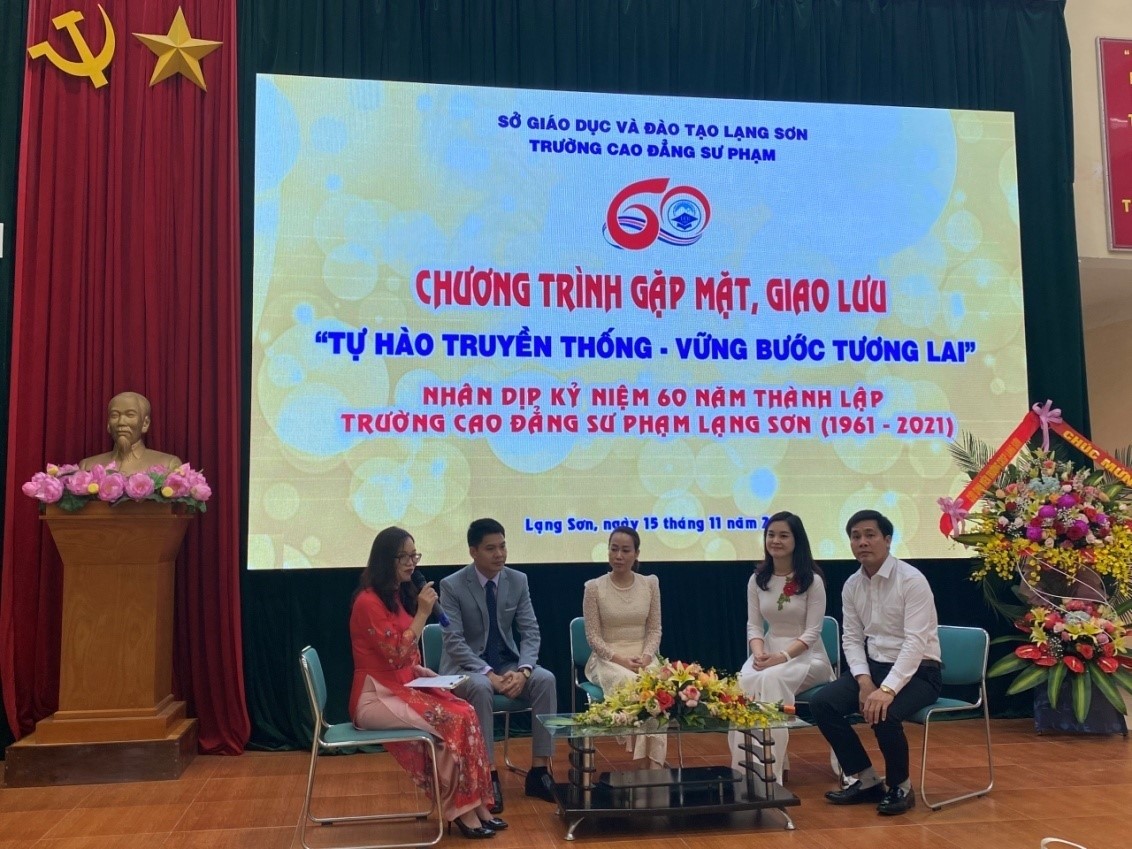 SỞ GIÁO DỤC VÀ ĐÀO TẠO LẠNG SƠN
TRƯỜNG CAO ĐẲNG SƯ PHẠM
60
CHƯƠNG TRÌNH GẶP MẶT, GIAO LƯU
“TỰ HÀO TRUYỀN THỐNG - VỮNG BƯỚC TƯƠNG LAI”
NHÂN DỊP KỶ NIỆM 60 NĂM THÀNH LẬP
TRƯỜNG CAO ĐẲNG SƯ PHẠM LẠNG SƠN (1961 - 2021)
Lạng Sơn, ngày 15 tháng 11 năm 2
CHÚC MỪNG